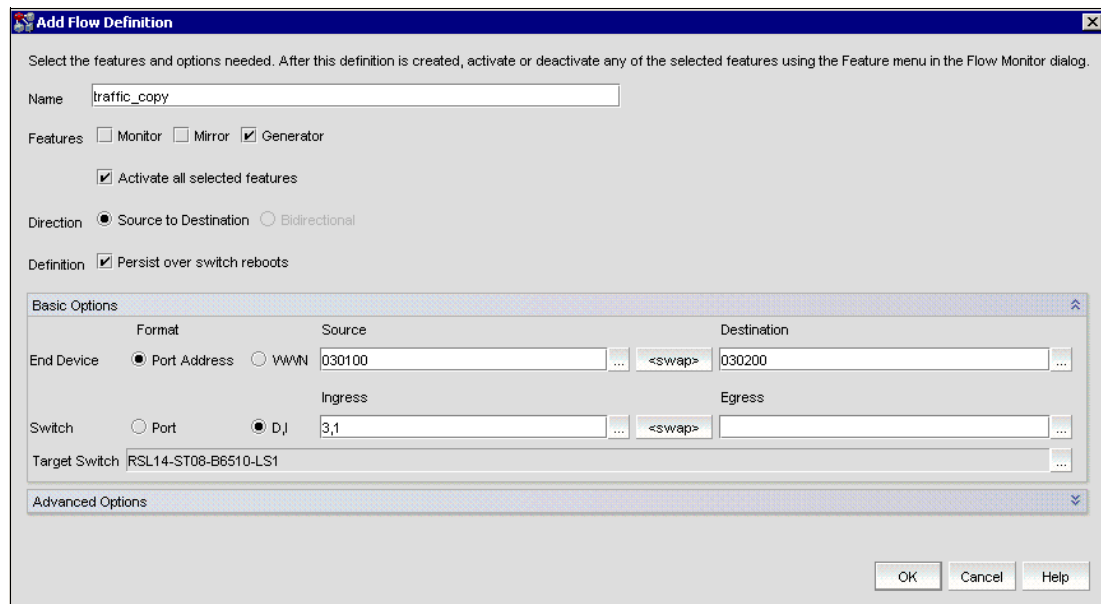 Add Flow Definition
Select the features and options needed. After this definition is created, activate or deactivate any of the selected features using the Feature menu in the Flow Monitor dialog.
Name traffic_copy
Features Monitor Mirror Generator
Activate all selected features
Direction Source to Destination Bidirectional
Definition Persist over switch reboots
Basic Options
Format Source Destination
End Device Port Address WWN 030100 ... <swap> 030200 ...
Ingress Egress
Switch Port D,I 3,1 ... <swap> ...
Target Switch RSL14-ST08-B6510-LS1 ...
Advanced Options
OK Cancel Help